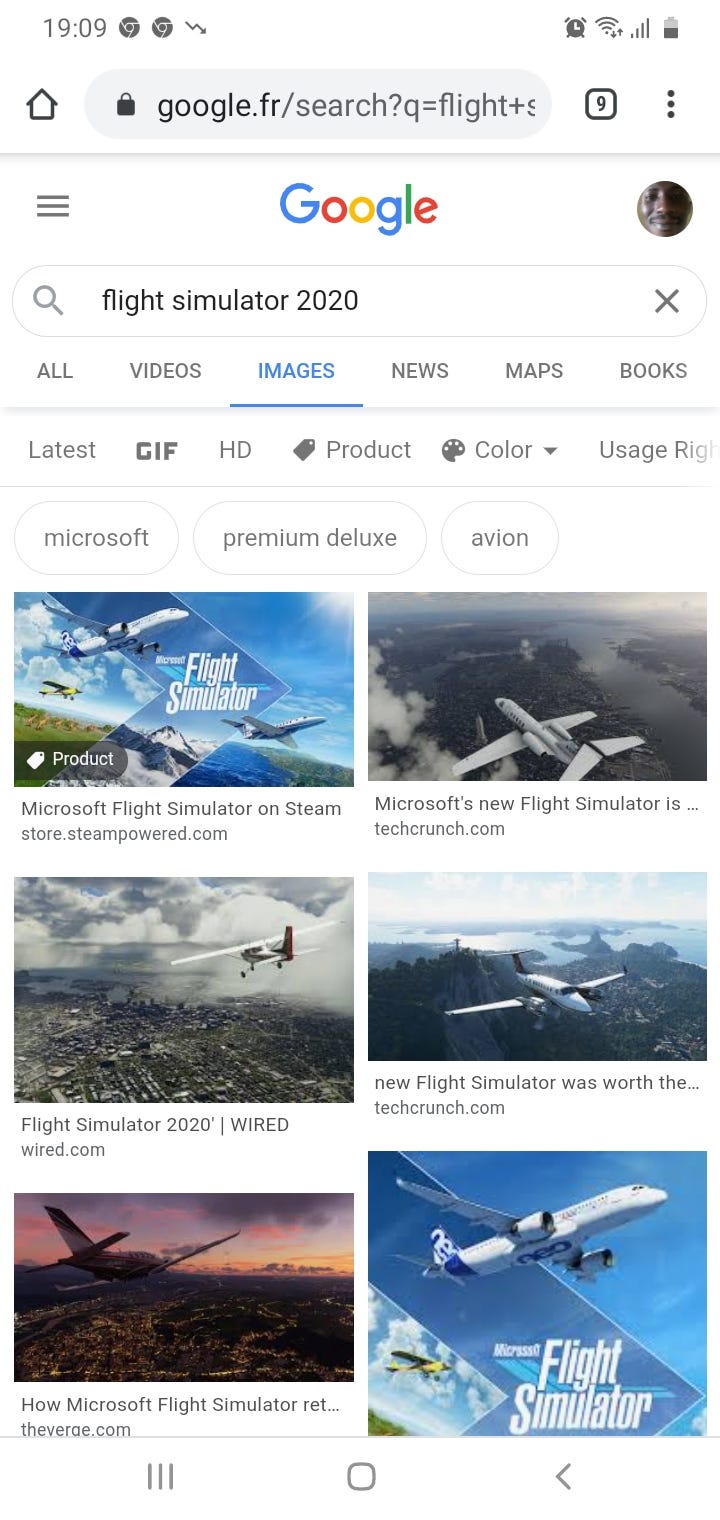 19:09
google.fr/search?q=flight+s
9
Google
flight simulator 2020
ALL VIDEOS IMAGES NEWS MAPS BOOKS
Latest GIF HD Product Color Usage Righ
microsoft premium deluxe avion
Microsoft
Flight
Simulator
Product
Microsoft Flight Simulator on Steam
store.steampowered.com
Microsoft's new Flight Simulator is ...
techcrunch.com
Flight Simulator 2020' | WIRED
wired.com
new Flight Simulator was worth the...
techcrunch.com
How Microsoft Flight Simulator ret...
theverge.com
neo
Microsoft
Flight
Simulator